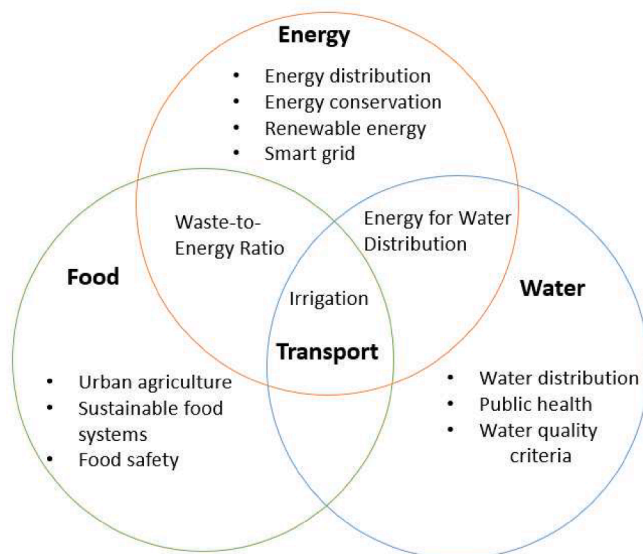 Energy
• Energy distribution
• Energy conservation
• Renewable energy
• Smart grid
Waste-to-
Energy Ratio
Energy for Water
Distribution
Food
Water
Irrigation
Transport
• Urban agriculture
• Sustainable food
systems
• Food safety
• Water distribution
• Public health
• Water quality
criteria